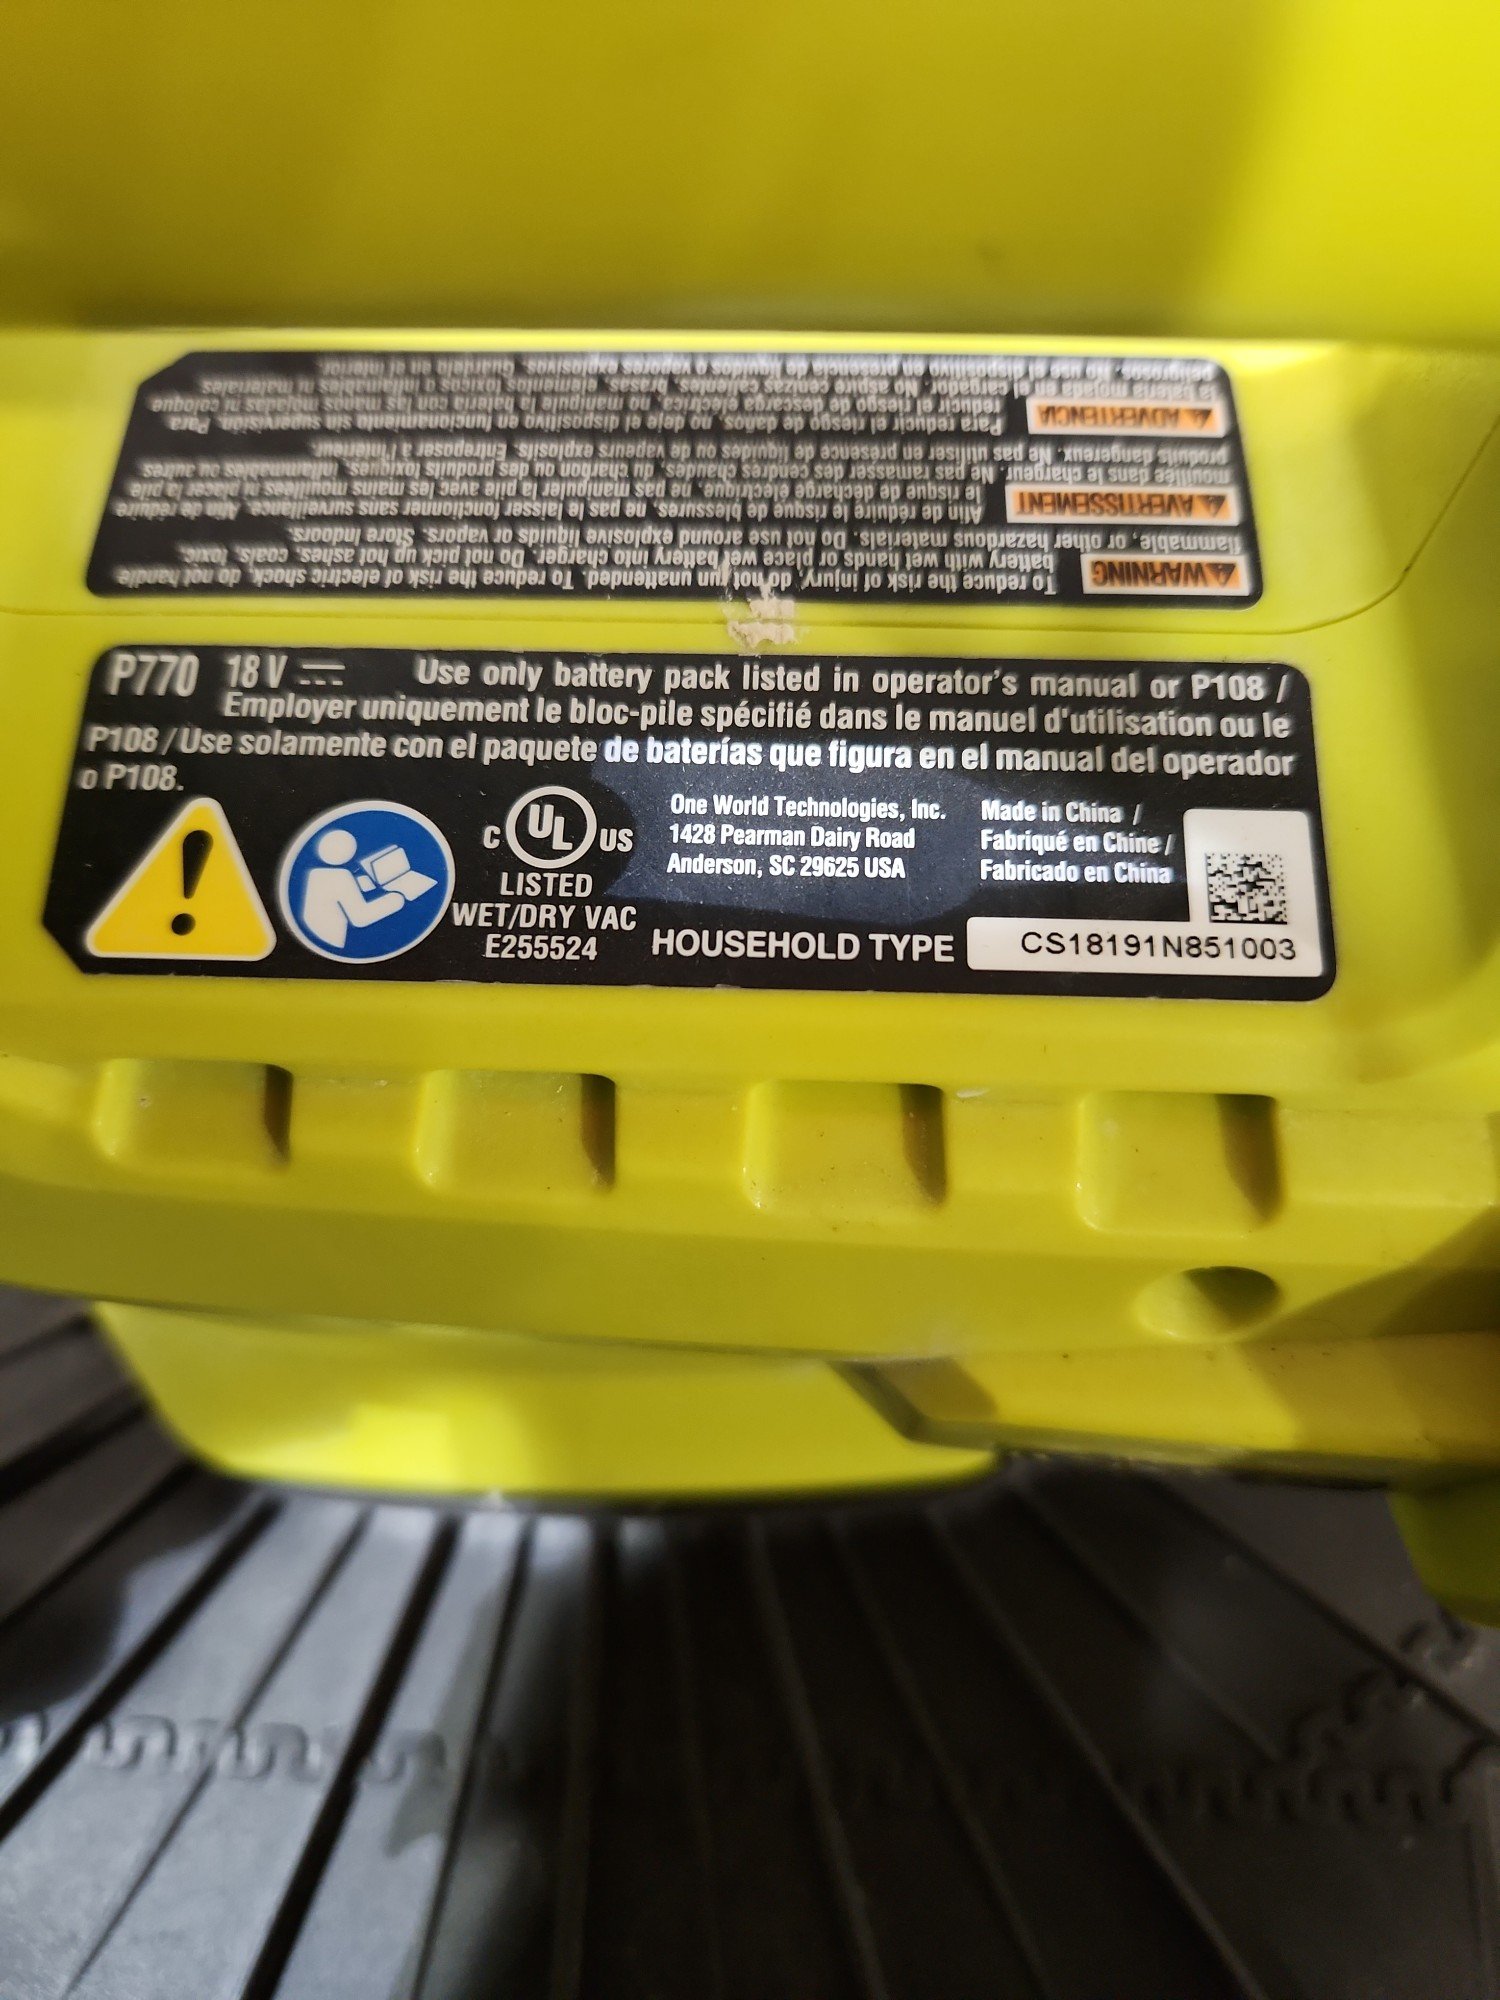 WARNING To reduce the risk of injury, do not run unattended. To reduce the risk of electric shock, do not handle
battery with wet hands or place wet battery into charger. Do not pick up hot ashes, coals, toxic,
flammable, or other hazardous materials. Do not use around explosive liquids or vapors. Store Indoors.
AVERTISSEMENT Afin de réduire le risque de blessures, ne pas le laisser fonctionner sans surveillance. Afin de réduire
le risque de décharge électrique, ne pas manipuler la pile avec les mains mouillées ni placer la pile
mouillée dans le chargeur. Ne pas ramasser des cendres chaudes, du charbon ou des produits toxiques, inflammables ou autres
produits dangereux. Ne pas utiliser en présence de liquides ou de vapeurs explosifs. Entreposer à l'intérieur.
ADVERTENCIA Para reducir el riesgo de daños, no deje el dispositivo en funcionamiento sin supervisión. Para
reducir el riesgo de descarga eléctrica, no manipule la batería con las manos mojadas ni coloque
a batería mojada en el cargador. No aspire cenizas calientes, brasas, elementos tóxicos o inflamables materiales
peligrosos. No use el dispositivo en presencia de líquidos o vapores explosivos. Guárdelo en el interior.
P770 18 V Use only battery pack listed in operator's manual or P108 /
Employer uniquement le bloc-pile spécifié dans le manuel d'utilisation ou le
P108 / Use solamente con el paquete de baterías que figura en el manual del operador
o P108.
C UL US
LISTED
WET/DRY VAC
E255524
One World Technologies, Inc.
1428 Pearman Dairy Road
Anderson, SC 29625 USA
Made in China /
Fabriqué en Chine /
Fabricado en China
HOUSEHOLD TYPE
CS18191N851003